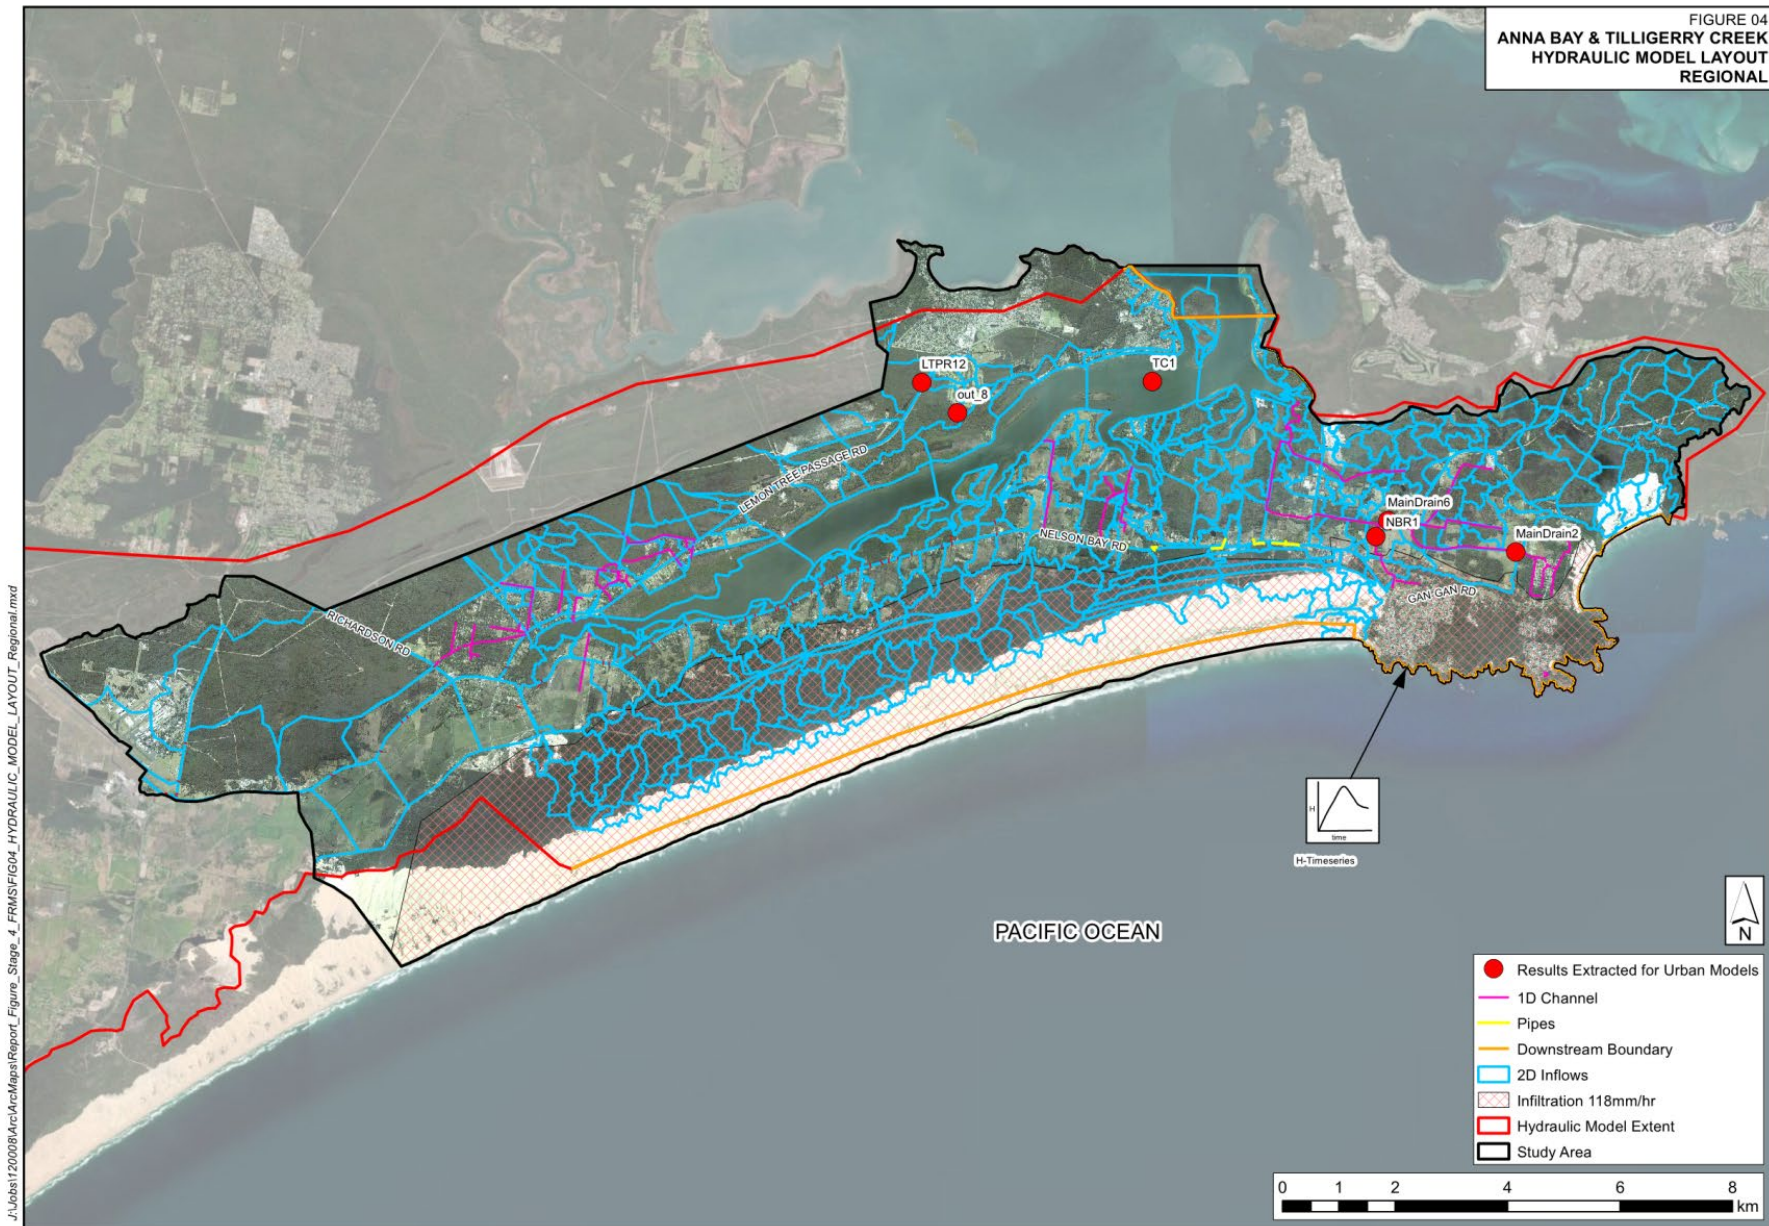 FIGURE 04
ANNA BAY & TILLIGERRY CREEK
HYDRAULIC MODEL LAYOUT
REGIONAL
LTPR12
TC1
out_8
LEMON TREE PASSAGE RD
MainDrain6
NBR1
NELSON BAY RD
MainDrain2
GAN GAN RD
RICHARDSON RD
H
time
H-Timeseries
PACIFIC OCEAN
N
Results Extracted for Urban Models
1D Channel
Pipes
Downstream Boundary
2D Inflows
Infiltration 118mm/hr
Hydraulic Model Extent
Study Area
0 1 2 4 6 8
km
J:\Jobs\120008\Arc\ArcMaps\Report_Figure_Stage_4_FRMS\FIG04_HYDRAULIC_MODEL_LAYOUT_Regional.mxd